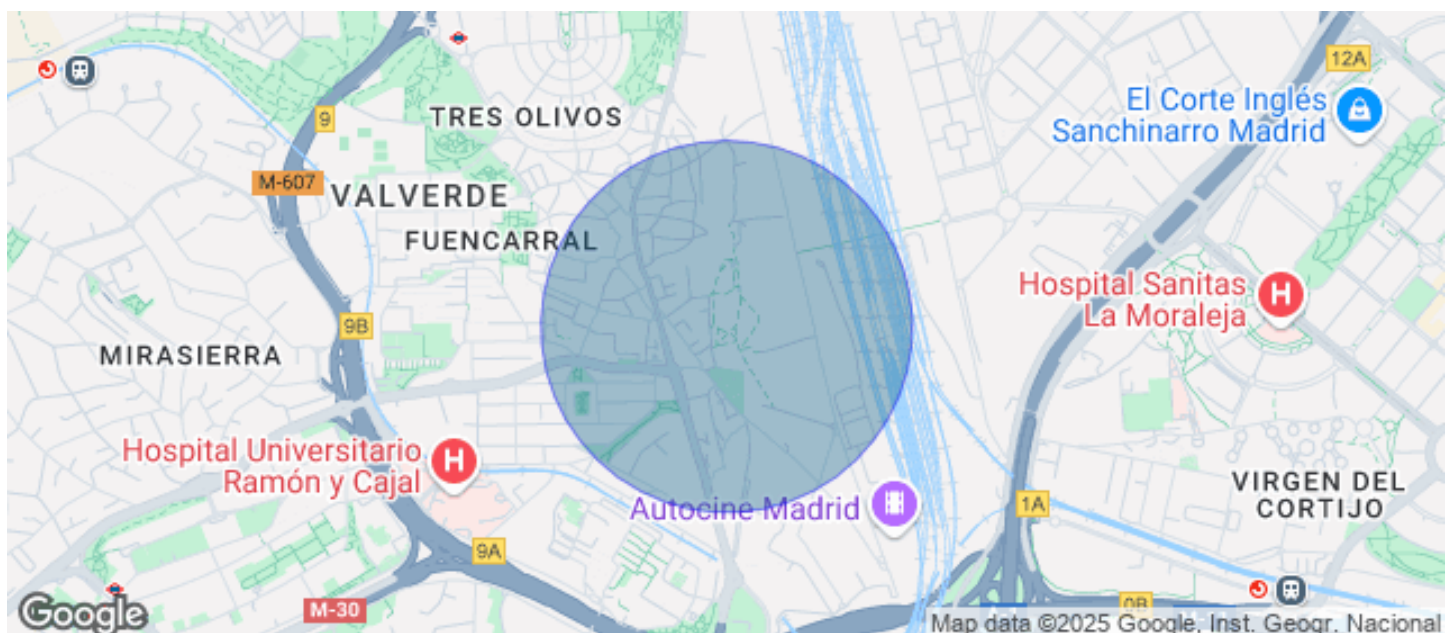 12A
El Corte Inglés
Sanchinarro Madrid
TRES OLIVOS
9
M-607
VALVERDE
FUENCARRAL
Hospital Sanitas
La Moraleja
H
9B
MIRASIERRA
Hospital Universitario
Ramón y Cajal
H
VIRGEN DEL
CORTIJO
Autocine Madrid
1A
9A
M-30
0B
Google
Map data ©2025 Google, Inst. Geogr. Nacional